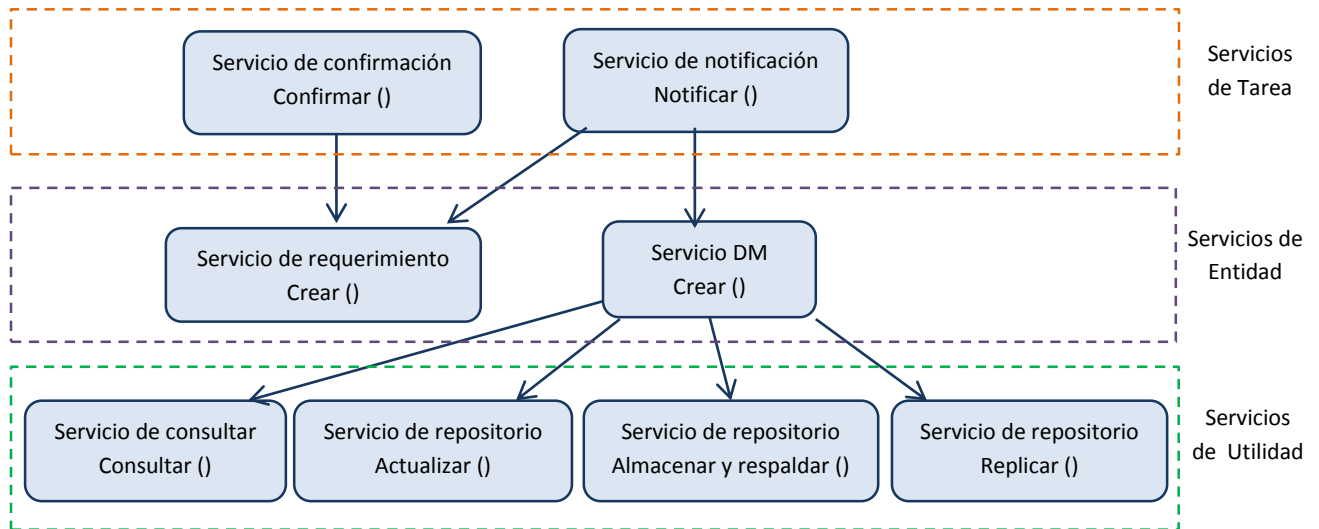 Servicio de confirmación
Confirmar ()
Servicio de notificación
Notificar ()
Servicios
de Tarea
Servicio de requerimiento
Crear ()
Servicio DM
Crear ()
Servicios de
Entidad
Servicio de consultar
Consultar ()
Servicio de repositorio
Actualizar ()
Servicio de repositorio
Almacenar y respaldar ()
Servicio de repositorio
Replicar ()
Servicios
de Utilidad